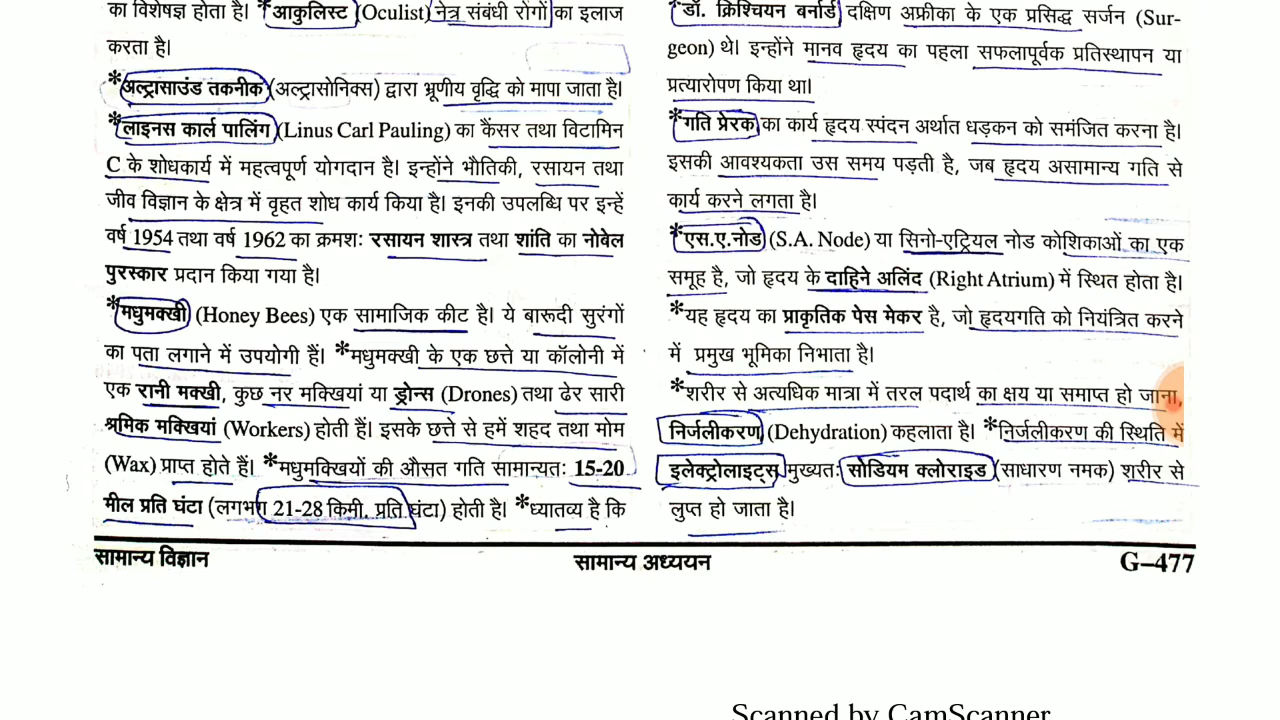 का विशेषज्ञ होता है। *आकुलिस्ट (Oculist) नेत्र संबंधी रोगों का इलाज
करता है।
*अल्ट्रासाउंड तकनीक (अल्ट्रासोनिक्स) द्वारा भ्रूणीय वृद्धि को मापा जाता है।
*लाइनस कार्ल पालिंग (Linus Carl Pauling) का कैंसर तथा विटामिन
C के शोधकार्य में महत्वपूर्ण योगदान है। इन्होंने भौतिकी, रसायन तथा
जीव विज्ञान के क्षेत्र में वृहत शोध कार्य किया है। इनकी उपलब्धि पर इन्हें
वर्ष 1954 तथा वर्ष 1962 का क्रमशः रसायन शास्त्र तथा शांति का नोबेल
पुरस्कार प्रदान किया गया है।
*मधुमक्खी (Honey Bees) एक सामाजिक कीट है। ये बारूदी सुरंगों
का पता लगाने में उपयोगी हैं। *मधुमक्खी के एक छत्ते या कॉलोनी में
एक रानी मक्खी, कुछ नर मक्खियां या ड्रोन्स (Drones) तथा ढेर सारी
श्रमिक मक्खियां (Workers) होती हैं। इसके छत्ते से हमें शहद तथा मोम
(Wax) प्राप्त होते हैं। *मधुमक्खियों की औसत गति सामान्यतः 15-20
मील प्रति घंटा (लगभग 21-28 किमी. प्रति घंटा) होती है। *ध्यातव्य है कि
*डॉ. क्रिश्चियन बर्नार्ड दक्षिण अफ्रीका के एक प्रसिद्ध सर्जन (Sur-
geon) थे। इन्होंने मानव हृदय का पहला सफलापूर्वक प्रतिस्थापन या
प्रत्यारोपण किया था।
*गति प्रेरक का कार्य हृदय स्पंदन अर्थात धड़कन को समंजित करना है।
इसकी आवश्यकता उस समय पड़ती है, जब हृदय असामान्य गति से
कार्य करने लगता है।
*एस.ए.नोड (S.A. Node) या सिनो-एट्रियल नोड कोशिकाओं का एक
समूह है, जो हृदय के दाहिने अलिंद (Right Atrium) में स्थित होता है।
*यह हृदय का प्राकृतिक पेस मेकर है, जो हृदयगति को नियंत्रित करने
में प्रमुख भूमिका निभाता है।
*शरीर से अत्यधिक मात्रा में तरल पदार्थ का क्षय या समाप्त हो जाना,
निर्जलीकरण (Dehydration) कहलाता है। *निर्जलीकरण की स्थिति में
इलेक्ट्रोलाइट्स मुख्यतः सोडियम क्लोराइड (साधारण नमक) शरीर से
लुप्त हो जाता है।
सामान्य विज्ञान
सामान्य अध्ययन
G–477
Scanned by CamScanner